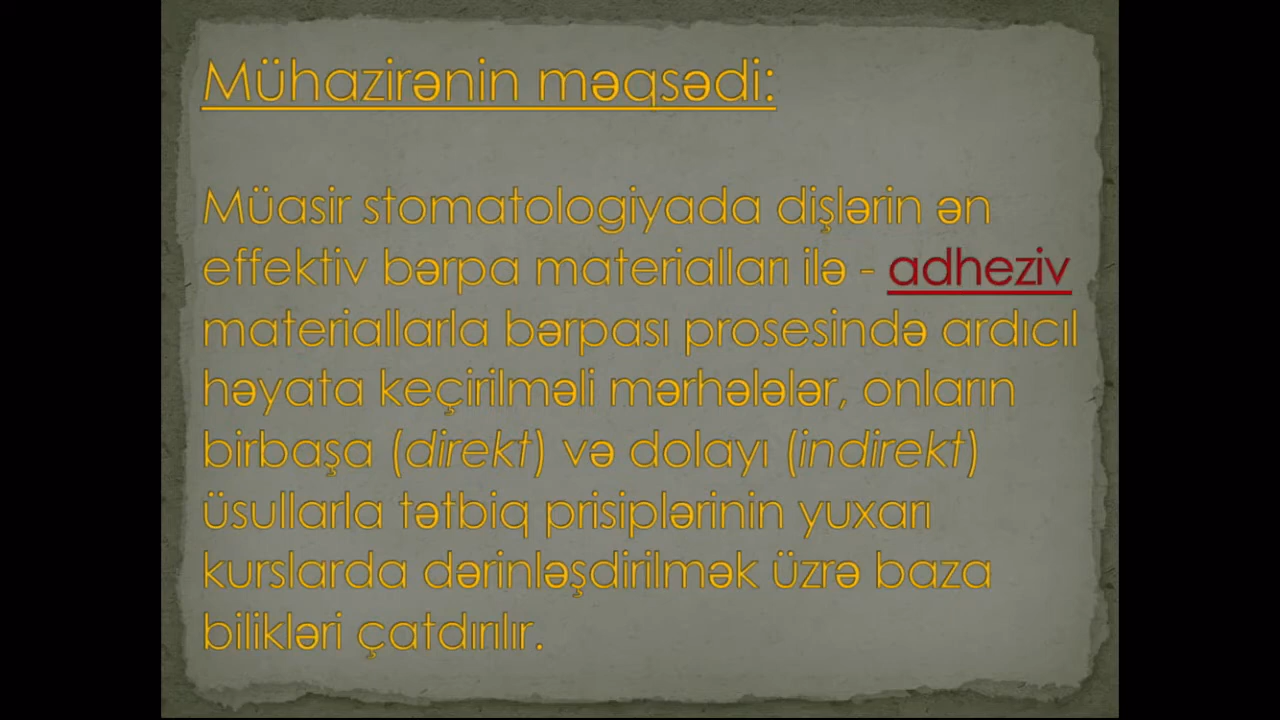 Mühazirənin məqsədi:
Müasir stomatologiyada dişlərin ən
effektiv bərpa materialları ilə - adheziv
materiallarla bərpası prosesində ardıcıl
həyata keçirilməli mərhələlər, onların
birbaşa (direkt) və dolayı (indirekt)
üsullarla tətbiq prisiplərinin yuxarı
kurslarda dərinləşdirilmək üzrə baza
bilikləri çatdırılır.